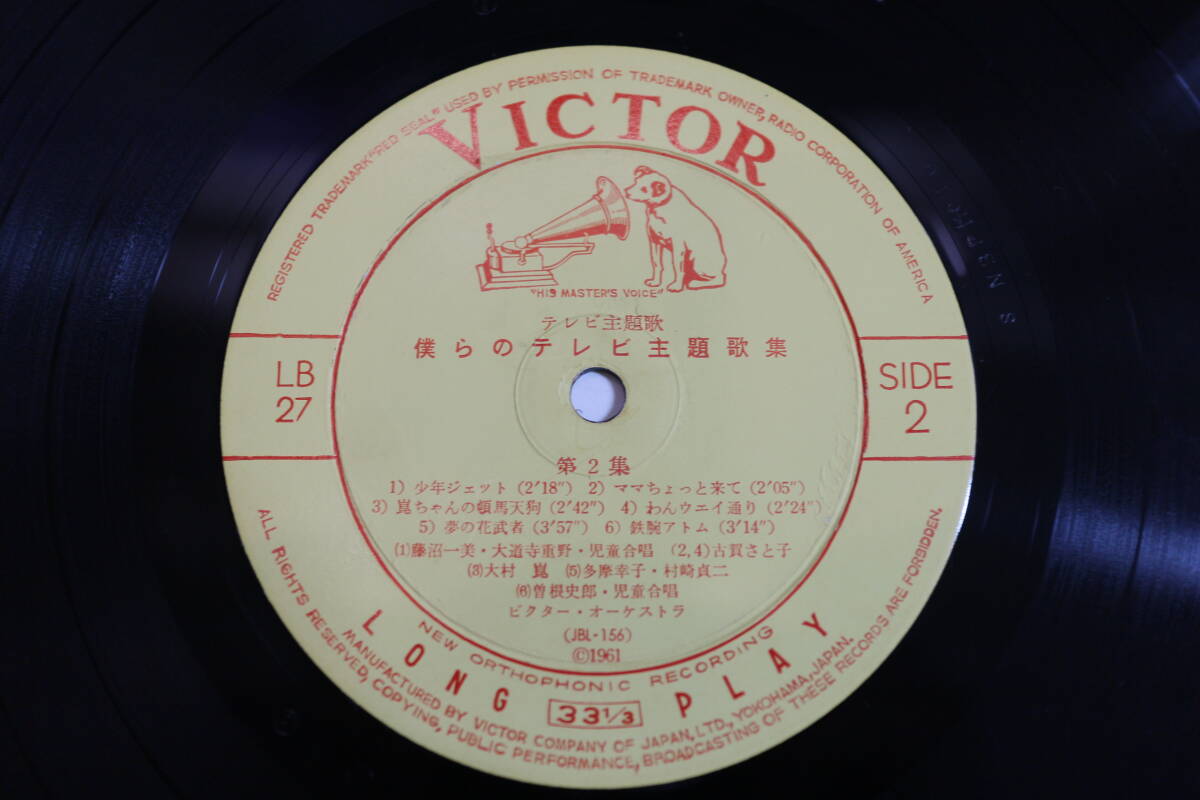 REGISTERED TRADEMARK "RED SEAL" USED BY PERMISSION OF TRADEMARK OWNER, RADIO CORPORATION OF AMERICA
VICTOR
"HIS MASTER'S VOICE"
テレビ主題歌
僕らのテレビ主題歌集
LB
27
SIDE
2
第2集
1) 少年ジェット (2'18") 2) ママちょっと来て (2'05")
3) 崑ちゃんの頓馬天狗 (2'42") 4) わんウエイ通り (2'24")
5) 夢の花武者 (3'57") 6) 鉄腕アトム (3'14")
(1)藤沼一美・大道寺重野・児童合唱 (2,4)古賀さと子
(3)大村 崑 (5)多摩幸子・村崎貞二
(6)曽根史郎・児童合唱
ビクター・オーケストラ
(JBL-156)
©1961
NEW ORTHOPHONIC RECORDING
LONG 33 1/3 PLAY
MANUFACTURED BY VICTOR COMPANY OF JAPAN, LTD., YOKOHAMA, JAPAN.
ALL RIGHTS RESERVED, COPYING, PUBLIC PERFORMANCE, BROADCASTING OF THESE RECORDS ARE FORBIDDEN.